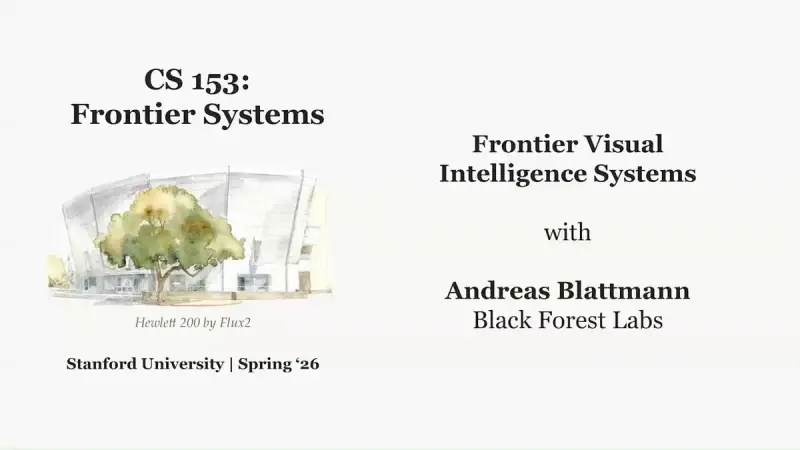 CS 153:
Frontier Systems
Hewlett 200 by Flux2
Stanford University | Spring ‘26
Frontier Visual
Intelligence Systems
with
Andreas Blattmann
Black Forest Labs